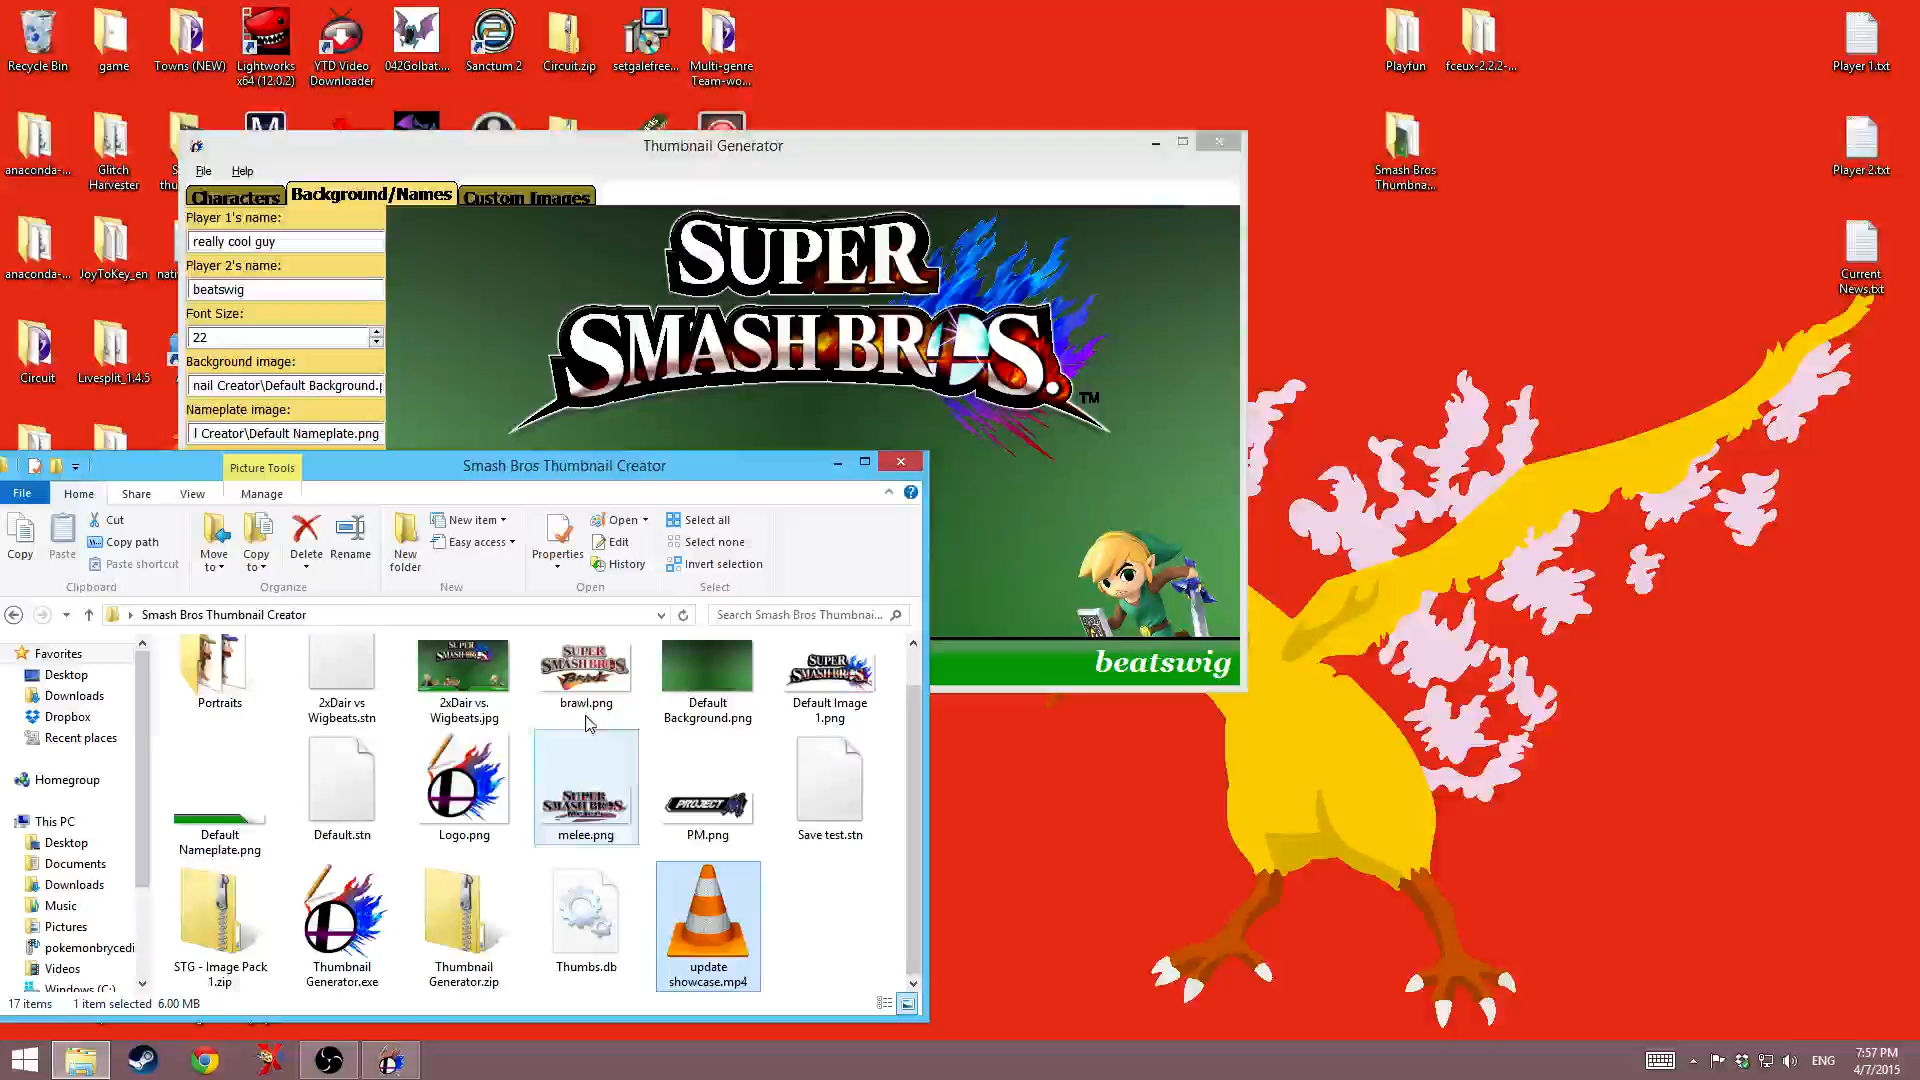 Recycle Bin
game
Towns (NEW)
Lightworks
x64 (12.0.2)
YTD Video
Downloader
042Golbat....
Sanctum 2
Circuit.zip
setgalefree...
Multi-genre
Team-wo...
Playfun
fceux-2.2.2-...
Player 1.txt
anaconda-...
Glitch
Harvester
Smash Bros
Thumbna...
Player 2.txt
anaconda-...
JoyToKey_en
Current
News.txt
Circuit
Livesplit_1.4.5
Thumbnail Generator
File
Help
Characters
Background/Names
Custom Images
Player 1's name:
really cool guy
Player 2's name:
beatswig
Font Size:
22
Background image:
nail Creator\Default Background.p
Nameplate image:
l Creator\Default Nameplate.png
SUPER
SMASH BROS.
TM
beatswig
Picture Tools
Smash Bros Thumbnail Creator
File
Home
Share
View
Manage
Copy
Paste
Cut
Copy path
Paste shortcut
Clipboard
Move
to
Copy
to
Delete
Rename
Organize
New
folder
New item
Easy access
New
Properties
Open
Edit
History
Open
Select all
Select none
Invert selection
Select
Smash Bros Thumbnail Creator
Search Smash Bros Thumbnai...
Favorites
Desktop
Downloads
Dropbox
Recent places
Homegroup
This PC
Desktop
Documents
Downloads
Music
Pictures
pokemonbrycedi
Videos
Windows (C:)
Portraits
2xDair vs
Wigbeats.stn
2xDair vs.
Wigbeats.jpg
brawl.png
Default
Background.png
Default Image
1.png
Default
Nameplate.png
Default.stn
Logo.png
melee.png
PROJECT
PM.png
Save test.stn
STG - Image Pack
1.zip
Thumbnail
Generator.exe
Thumbnail
Generator.zip
Thumbs.db
update
showcase.mp4
17 items
1 item selected 6.00 MB
ENG
7:57 PM
4/7/2015